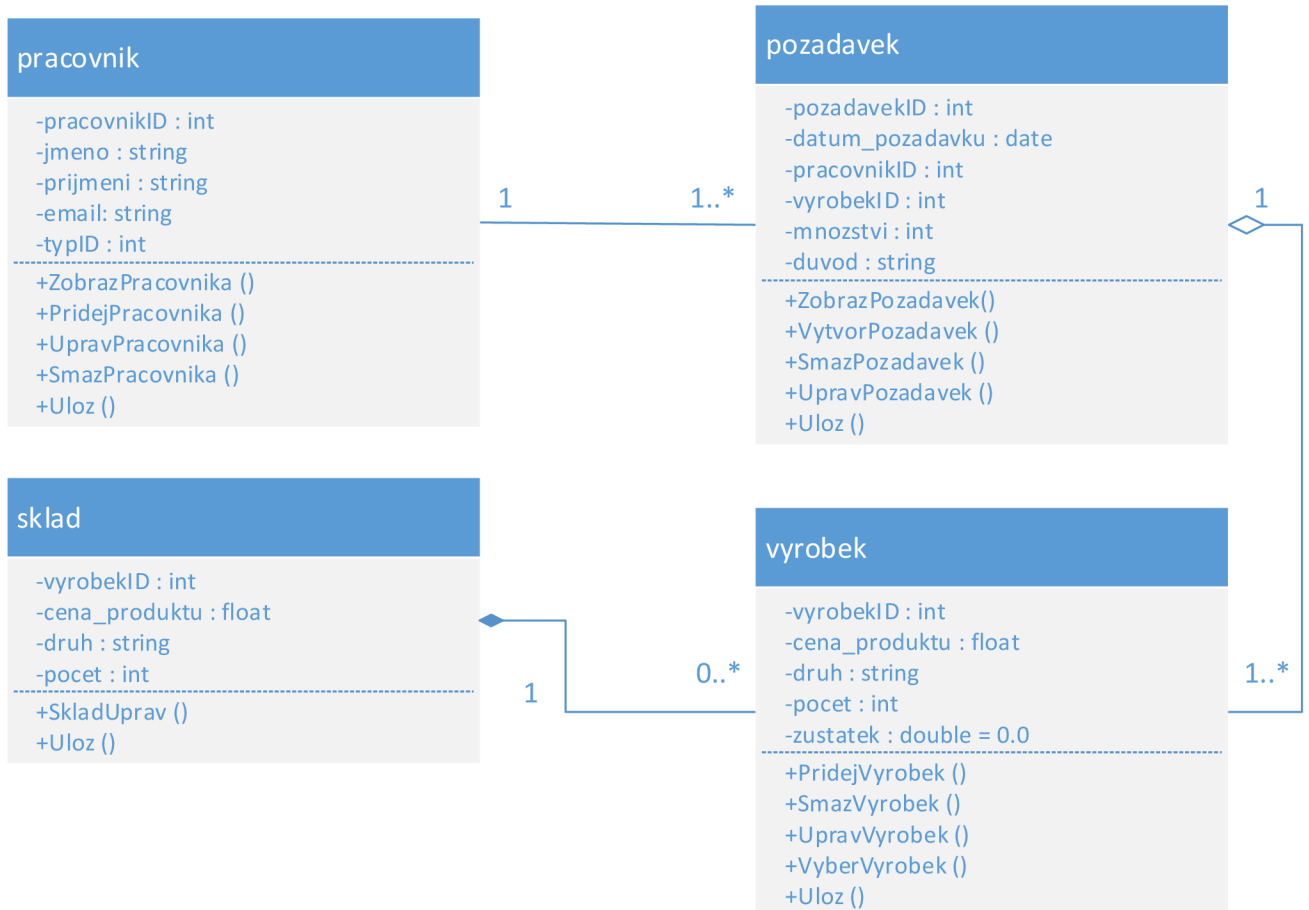 pracovnik
-pracovnikID : int
-jmeno : string
-prijmeni : string
-email: string
-typID : int
+ZobrazPracovnika ()
+PridejPracovnika ()
+UpravPracovnika ()
+SmazPracovnika ()
+Uloz ()
1
1..*
pozadavek
-pozadavekID : int
-datum_pozadavku : date
-pracovnikID : int
-vyrobekID : int
-mnozstvi : int
-duvod : string
+ZobrazPozadavek()
+VytvorPozadavek ()
+SmazPozadavek ()
+UpravPozadavek ()
+Uloz ()
1
sklad
-vyrobekID : int
-cena_produktu : float
-druh : string
-pocet : int
+SkladUprav ()
+Uloz ()
1
0..*
vyrobek
-vyrobekID : int
-cena_produktu : float
-druh : string
-pocet : int
-zustatek : double = 0.0
+PridejVyrobek ()
+SmazVyrobek ()
+UpravVyrobek ()
+VyberVyrobek ()
+Uloz ()
1..*